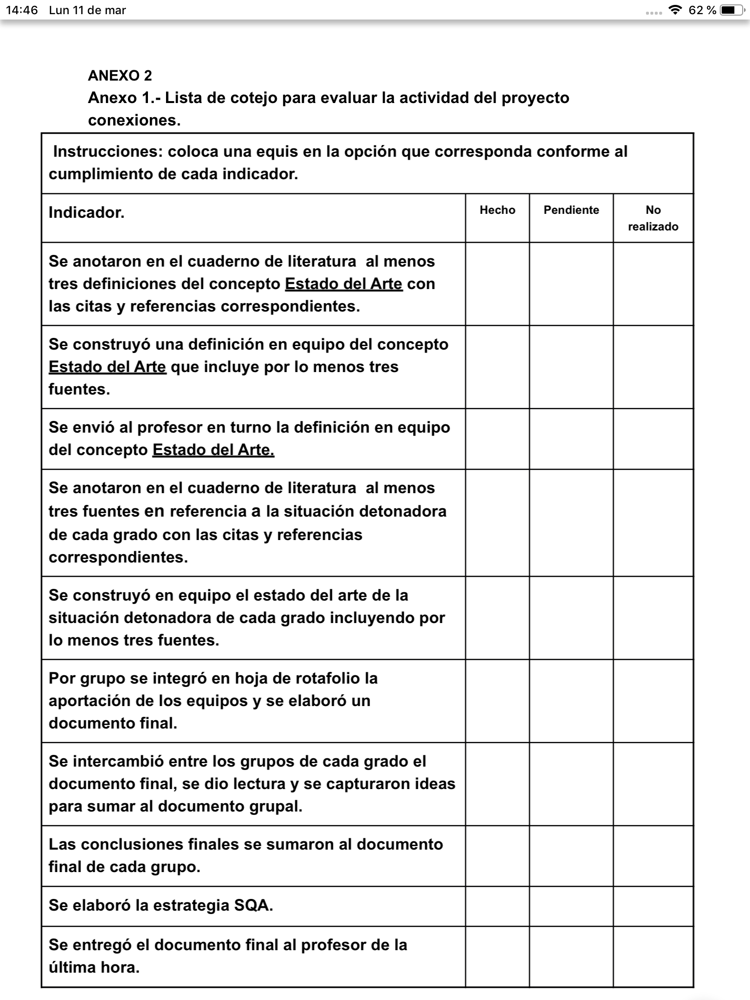 14:46 Lun 11 de mar
62 %
ANEXO 2
Anexo 1.- Lista de cotejo para evaluar la actividad del proyecto
conexiones.
Instrucciones: coloca una equis en la opción que corresponda conforme al
cumplimiento de cada indicador.
Indicador. Hecho Pendiente No
realizado
Se anotaron en el cuaderno de literatura  al menos
tres definiciones del concepto Estado del Arte con
las citas y referencias correspondientes.
Se construyó una definición en equipo del concepto
Estado del Arte que incluye por lo menos tres
fuentes.
Se envió al profesor en turno la definición en equipo
del concepto Estado del Arte.
Se anotaron en el cuaderno de literatura  al menos
tres fuentes en referencia a la situación detonadora
de cada grado con las citas y referencias
correspondientes.
Se construyó en equipo el estado del arte de la
situación detonadora de cada grado incluyendo por
lo menos tres fuentes.
Por grupo se integró en hoja de rotafolio la
aportación de los equipos y se elaboró un
documento final.
Se intercambió entre los grupos de cada grado el
documento final, se dio lectura y se capturaron ideas
para sumar al documento grupal.
Las conclusiones finales se sumaron al documento
final de cada grupo.
Se elaboró la estrategia SQA.
Se entregó el documento final al profesor de la
última hora.